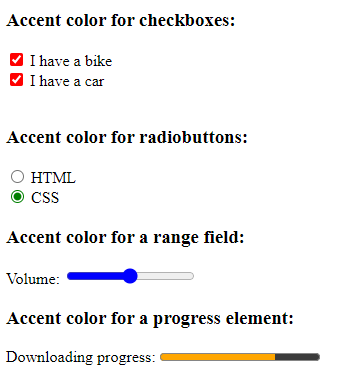 Accent color for checkboxes:
I have a bike
I have a car
Accent color for radiobuttons:
HTML
CSS
Accent color for a range field:
Volume:
Accent color for a progress element:
Downloading progress: